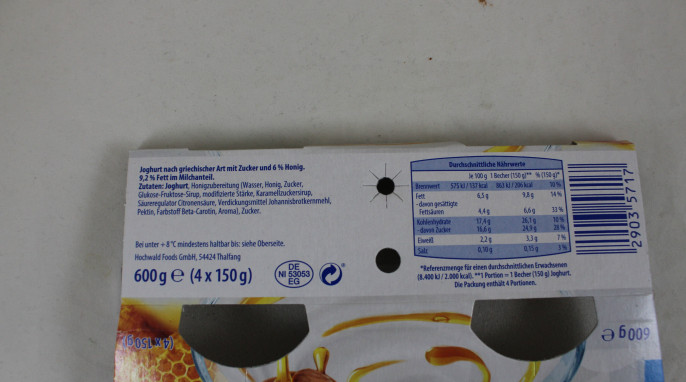 Joghurt nach griechischer Art mit Zucker und 6 % Honig.
9,2 % Fett im Milchanteil.
Zutaten: Joghurt, Honigzubereitung (Wasser, Honig, Zucker,
Glukose-Fruktose-Sirup, modifizierte Stärke, Karamellzuckersirup,
Säureregulator Citronensäure, Verdickungsmittel Johannisbrotkernmehl,
Pektin, Farbstoff Beta-Carotin, Aroma), Zucker.
Bei unter + 8 °C mindestens haltbar bis: siehe Oberseite.
Hochwald Foods GmbH, 54424 Thalfang
600 g e (4 x 150 g)
DE
NI 53053
EG
Durchschnittliche Nährwerte
Je 100 g 1 Becher (150 g)** % (150 g)*
Brennwert 575 kJ / 137 kcal 863 kJ / 206 kcal 10 %
Fett 6,5 g 9,8 g 14 %
- davon gesättigte
Fettsäuren 4,4 g 6,6 g 33 %
Kohlenhydrate 17,4 g 26,1 g 10 %
- davon Zucker 16,6 g 24,9 g 28 %
Eiweiß 2,2 g 3,3 g 7 %
Salz 0,10 g 0,15 g 3 %
*Referenzmenge für einen durchschnittlichen Erwachsenen
(8.400 kJ / 2.000 kcal). **1 Portion = 1 Becher (150 g) Joghurt.
Die Packung enthält 4 Portionen.
2903 5717
(4 x 150 g)
600 g e